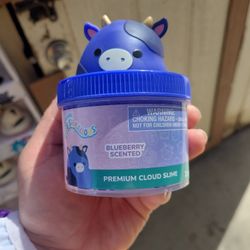 WARNING:
CHOKING HAZARD
NOT FOR CHILDREN UNDER
BLUEBERRY
SCENTED
PREMIUM CLOUD SLIME